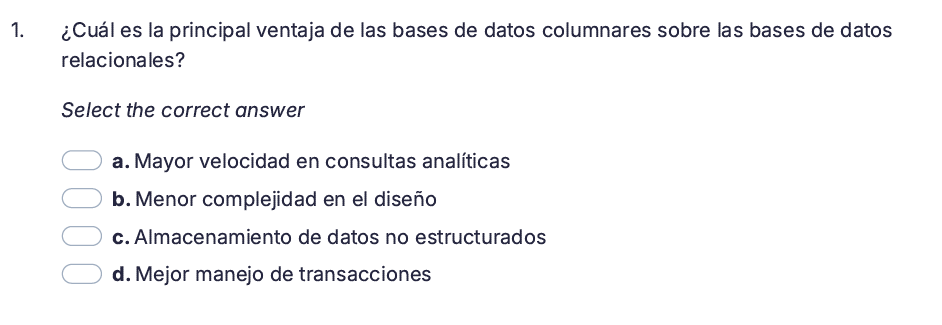 1. ¿Cuál es la principal ventaja de las bases de datos columnares sobre las bases de datos
relacionales?
Select the correct answer
a. Mayor velocidad en consultas analíticas
b. Menor complejidad en el diseño
c. Almacenamiento de datos no estructurados
d. Mejor manejo de transacciones